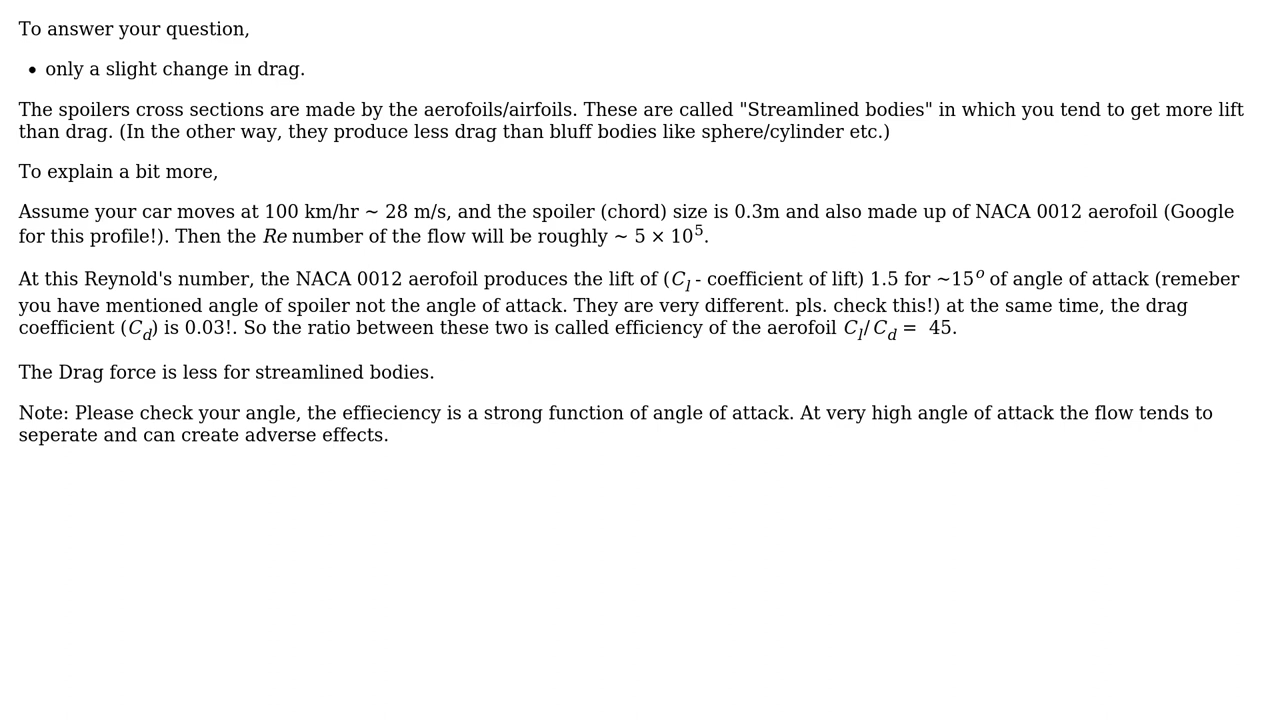 To answer your question,
• only a slight change in drag.
The spoilers cross sections are made by the aerofoils/airfoils. These are called "Streamlined bodies" in which you tend to get more lift
than drag. (In the other way, they produce less drag than bluff bodies like sphere/cylinder etc.)
To explain a bit more,
Assume your car moves at 100 km/hr ~ 28 m/s, and the spoiler (chord) size is 0.3m and also made up of NACA 0012 aerofoil (Google
for this profile!). Then the Re number of the flow will be roughly ~ 5 × 10^5.
At this Reynold's number, the NACA 0012 aerofoil produces the lift of (C_l - coefficient of lift) 1.5 for ~15^o of angle of attack (remeber
you have mentioned angle of spoiler not the angle of attack. They are very different. pls. check this!) at the same time, the drag
coefficient (C_d) is 0.03!. So the ratio between these two is called efficiency of the aerofoil C_l/C_d = 45.
The Drag force is less for streamlined bodies.
Note: Please check your angle, the effieciency is a strong function of angle of attack. At very high angle of attack the flow tends to
seperate and can create adverse effects.